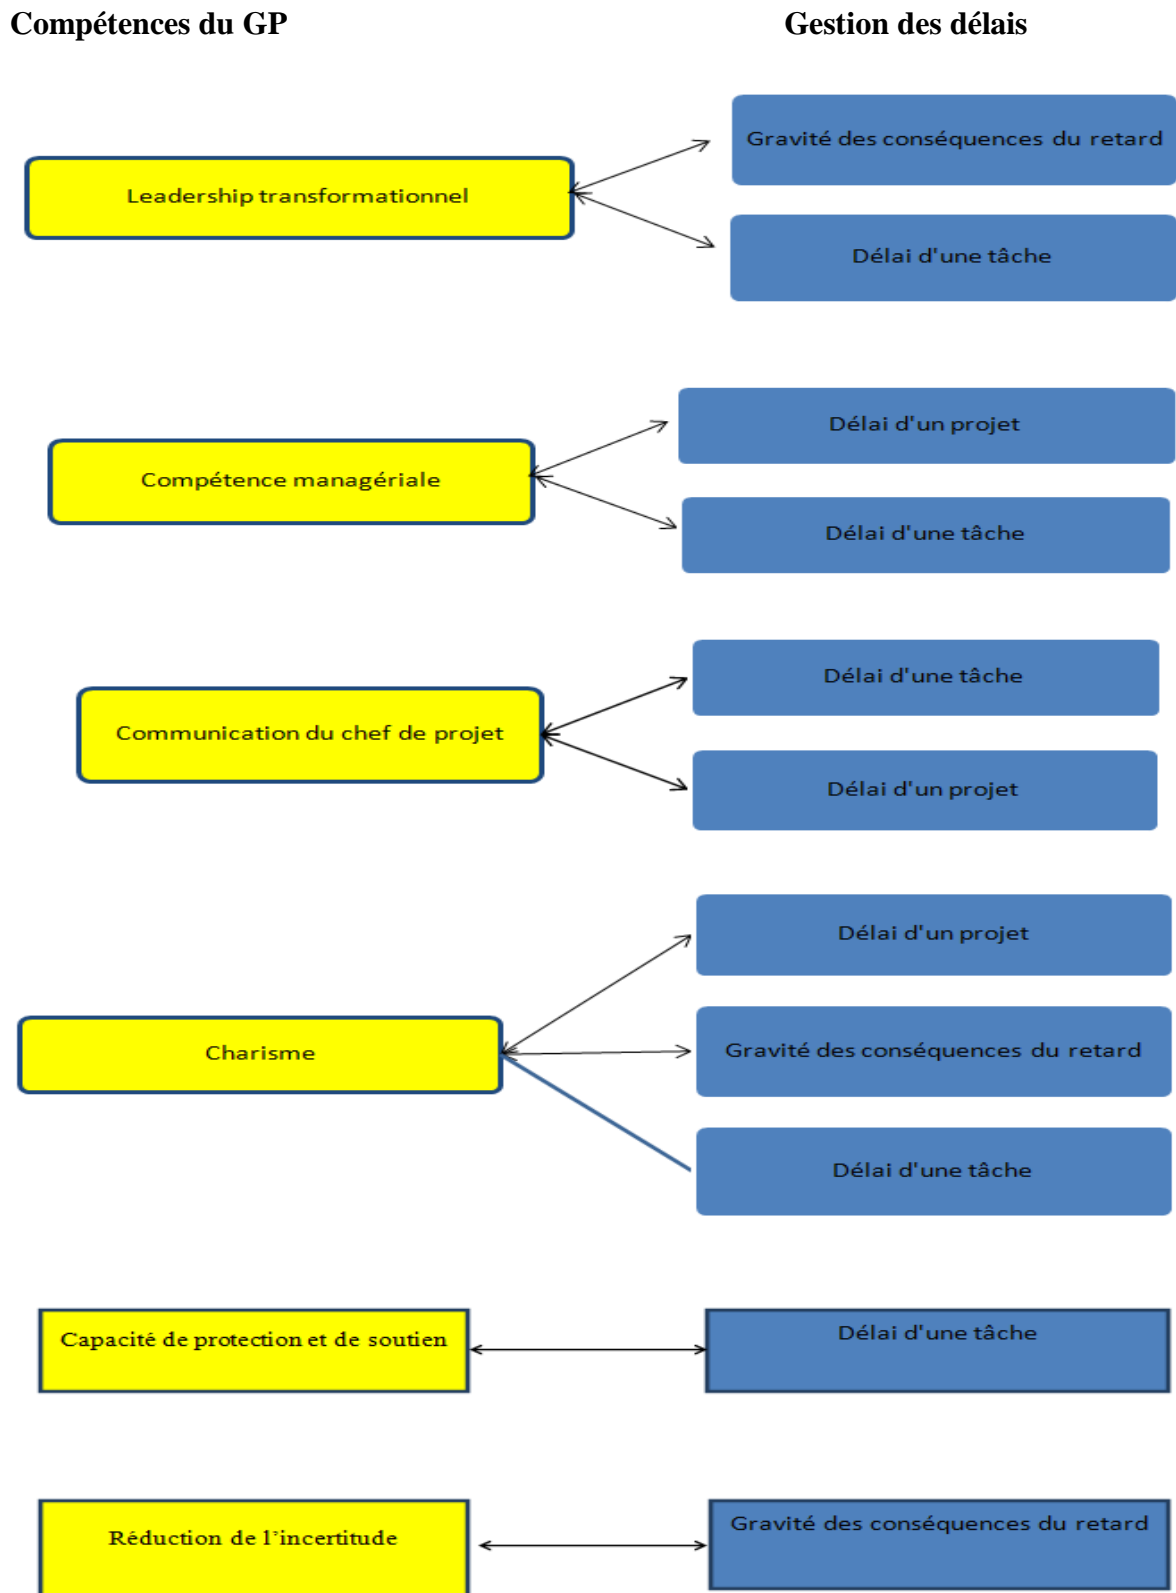 Compétences du GP
Gestion des délais
Leadership transformationnel
Gravité des conséquences du retard
Délai d'une tâche
Compétence managériale
Délai d'un projet
Délai d'une tâche
Communication du chef de projet
Délai d'une tâche
Délai d'un projet
Charisme
Délai d'un projet
Gravité des conséquences du retard
Délai d'une tâche
Capacité de protection et de soutien
Délai d'une tâche
Réduction de l'incertitude
Gravité des conséquences du retard